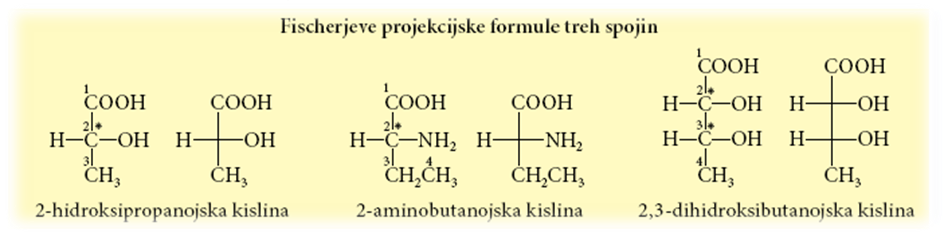 Fischerjeve projekcijske formule treh spojin
1
COOH
2 *
H–C–OH
3
CH₃
COOH
H OH
CH₃
2-hidroksipropanojska kislina
1
COOH
2 *
H–C–NH₂
3 4
CH₂CH₃
COOH
H NH₂
CH₂CH₃
2-aminobutanojska kislina
1
COOH
2 *
H–C–OH
3 *
H–C–OH
4
CH₃
COOH
H OH
H OH
CH₃
2,3-dihidroksibutanojska kislina